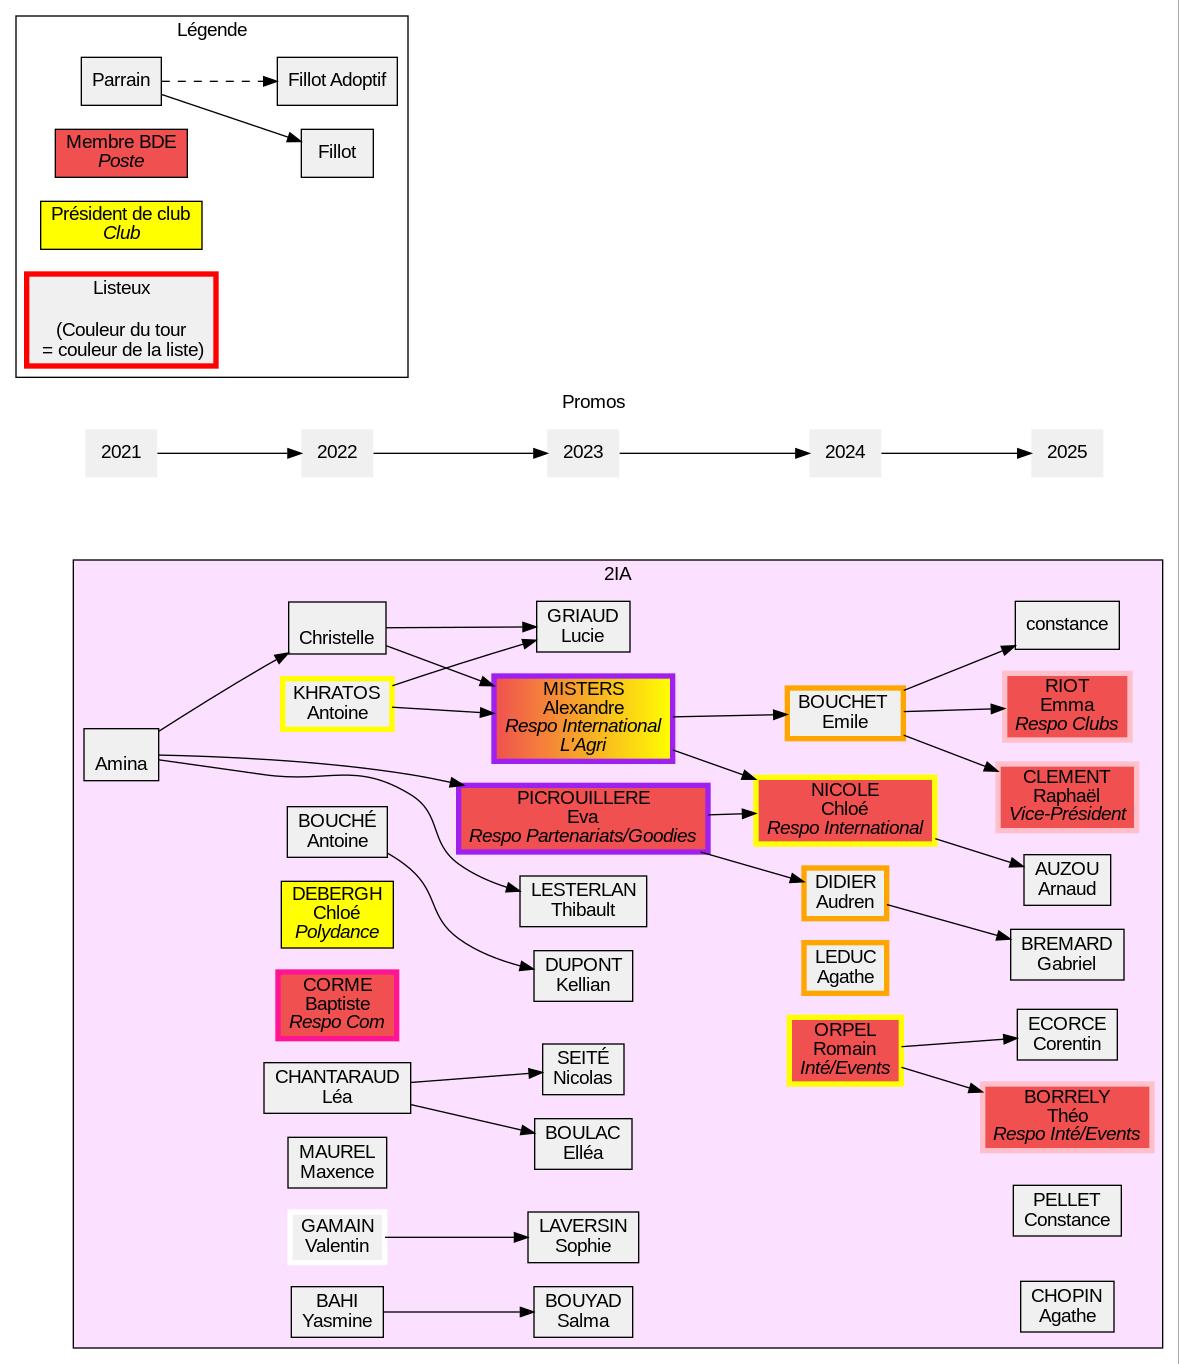 Légende
Parrain
Fillot Adoptif
Fillot
Membre BDE
Poste
Président de club
Club
Listeux
(Couleur du tour
= couleur de la liste)
Promos
2021
2022
2023
2024
2025
2IA
Amina
Christelle
KHRATOS
Antoine
BOUCHÉ
Antoine
DEBERGH
Chloé
Polydance
CORME
Baptiste
Respo Com
CHANTARAUD
Léa
MAUREL
Maxence
GAMAIN
Valentin
BAHI
Yasmine
GRIAUD
Lucie
MISTERS
Alexandre
Respo International
L'Agri
PICROUILLERE
Eva
Respo Partenariats/Goodies
LESTERLAN
Thibault
DUPONT
Kellian
SEITÉ
Nicolas
BOULAC
Elléa
LAVERSIN
Sophie
BOUYAD
Salma
BOUCHET
Emile
NICOLE
Chloé
Respo International
DIDIER
Audren
LEDUC
Agathe
ORPEL
Romain
Inté/Events
constance
RIOT
Emma
Respo Clubs
CLEMENT
Raphaël
Vice-Président
AUZOU
Arnaud
BREMARD
Gabriel
ECORCE
Corentin
BORRELY
Théo
Respo Inté/Events
PELLET
Constance
CHOPIN
Agathe